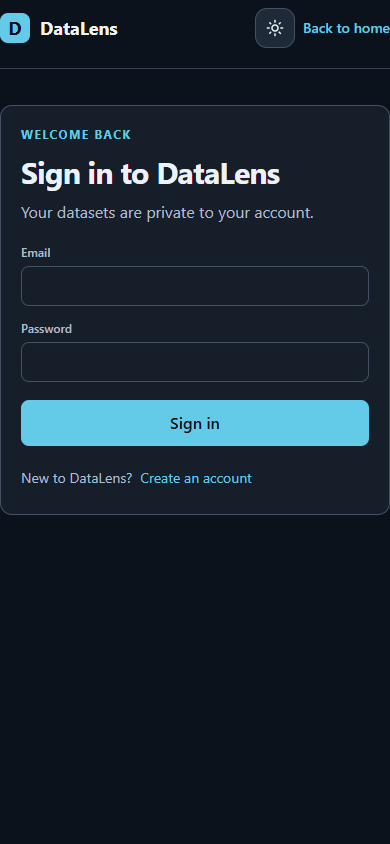 D DataLens Back to home
WELCOME BACK
Sign in to DataLens
Your datasets are private to your account.
Email
Password
Sign in
New to DataLens? Create an account